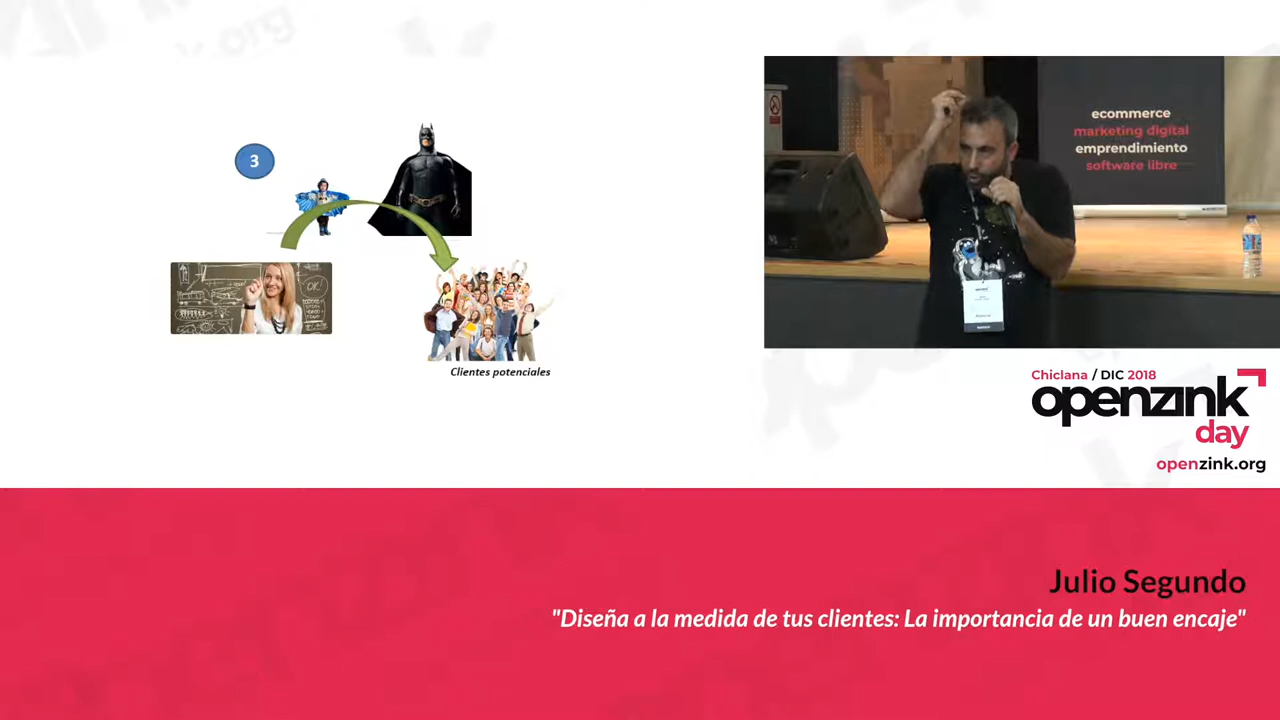 3
OK!
Clientes potenciales
ecommerce
marketing digital
emprendimiento
software libre
Chiclana / DIC 2018
openzink
day
openzink.org
Julio Segundo
"Diseña a la medida de tus clientes: La importancia de un buen encaje"